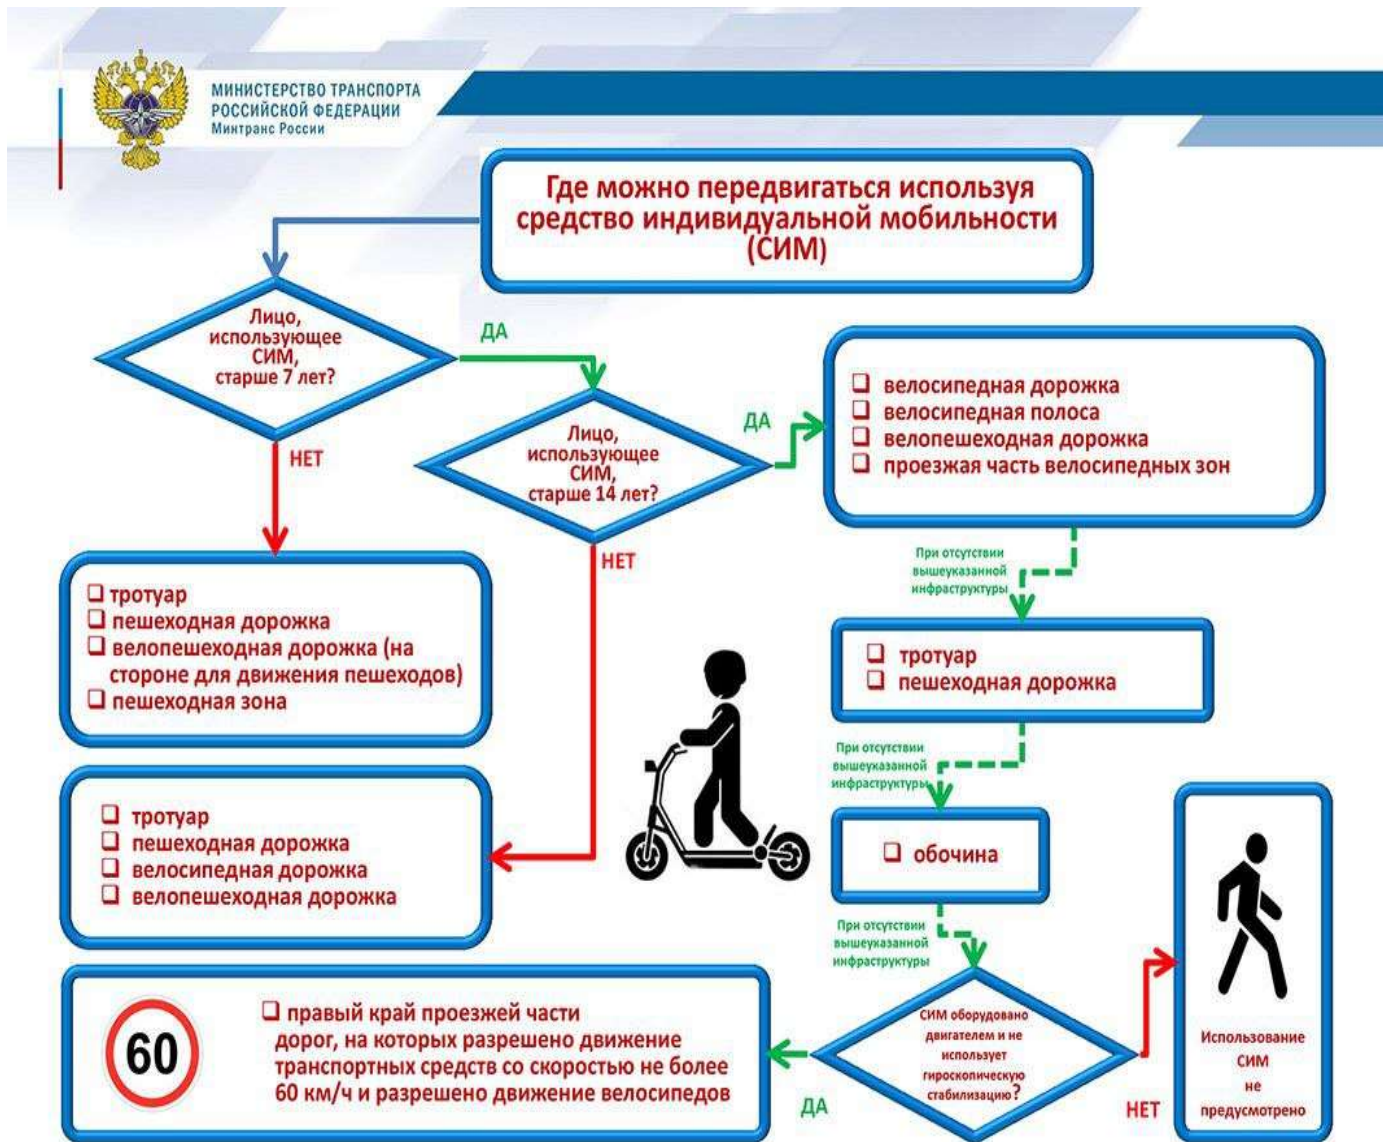 МИНИСТЕРСТВО ТРАНСПОРТА
РОССИЙСКОЙ ФЕДЕРАЦИИ
Минтранс России
Где можно передвигаться используя
средство индивидуальной мобильности
(СИМ)
Лицо,
использующее
СИМ,
старше 7 лет?
ДА
НЕТ
Лицо,
использующее
СИМ,
старше 14 лет?
ДА
НЕТ
велосипедная дорожка
велосипедная полоса
велопешеходная дорожка
проезжая часть велосипедных зон
При отсутствии
вышеуказанной
инфраструктуры
тротуар
пешеходная дорожка
велопешеходная дорожка (на
стороне для движения пешеходов)
пешеходная зона
тротуар
пешеходная дорожка
При отсутствии
вышеуказанной
инфраструктуры
тротуар
пешеходная дорожка
велосипедная дорожка
велопешеходная дорожка
обочина
При отсутствии
вышеуказанной
инфраструктуры
СИМ оборудовано
двигателем и не
использует
гироскопическую
стабилизацию?
ДА
НЕТ
60
правый край проезжей части
дорог, на которых разрешено движение
транспортных средств со скоростью не более
60 км/ч и разрешено движение велосипедов
Использование
СИМ
не
предусмотрено